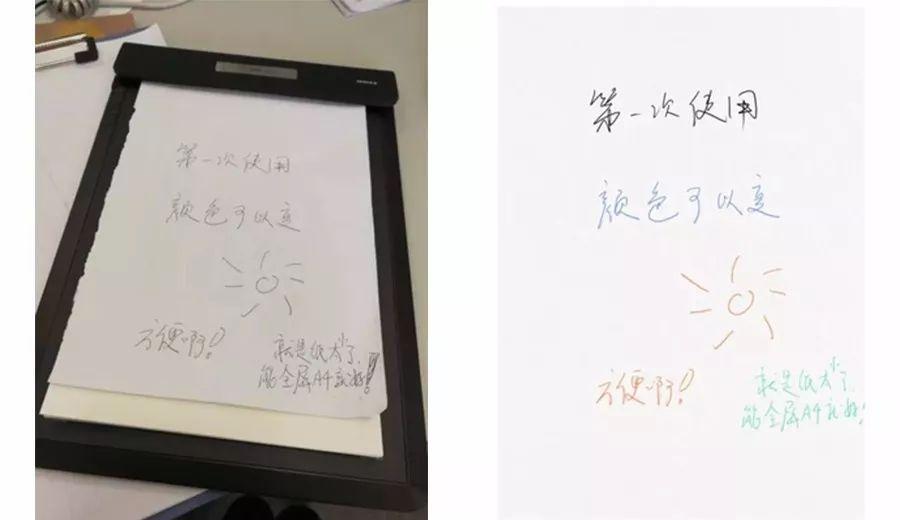 第一次使用
颜色可以变
方便啊!
就是纸太小了,
能全屏A4就好!
第一次使用
颜色可以变
方便啊!
就是纸太小了,
能全屏A4就好!